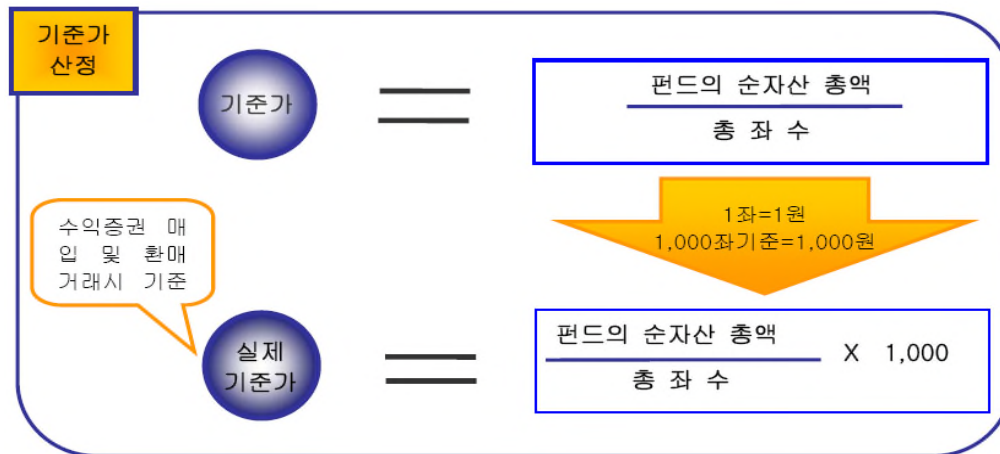 기준가
산정
기준가
펀드의 순자산 총액
총 좌 수
1좌=1원
1,000좌기준=1,000원
수익증권 매
입 및 환매
거래시 기준
실제
기준가
펀드의 순자산 총액
총 좌 수
X 1,000